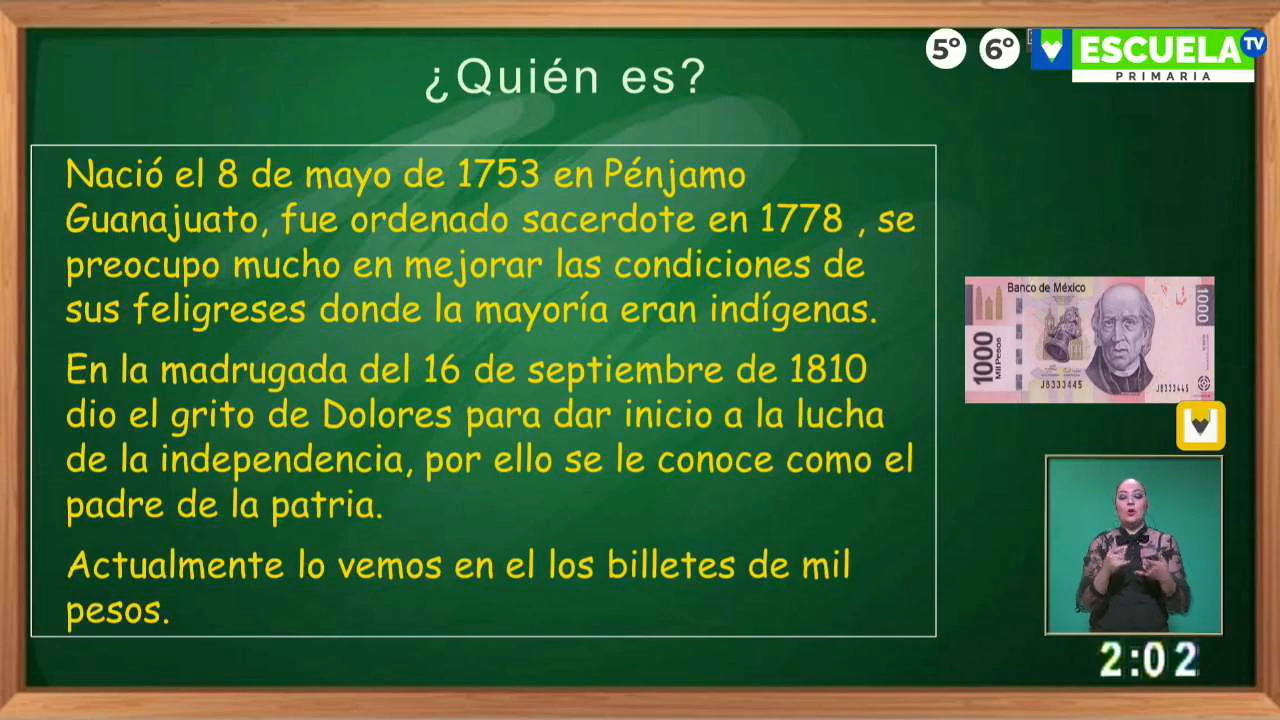 5º 6º ESCUELA TV
PRIMARIA
¿Quién es?
Nació el 8 de mayo de 1753 en Pénjamo
Guanajuato, fue ordenado sacerdote en 1778 , se
preocupo mucho en mejorar las condiciones de
sus feligreses donde la mayoría eran indígenas.
En la madrugada del 16 de septiembre de 1810
dio el grito de Dolores para dar inicio a la lucha
de la independencia, por ello se le conoce como el
padre de la patria.
Actualmente lo vemos en el los billetes de mil
pesos.
Banco de México
1000
1000
Mil Pesos
J8333445
J8333445
2:02